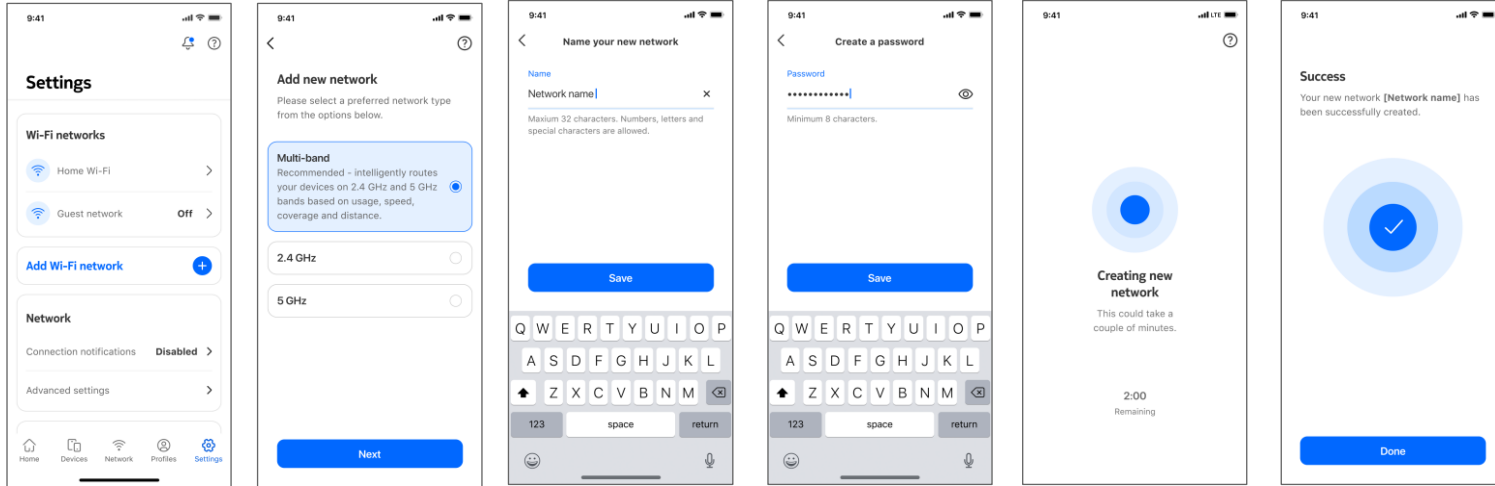 9:41
Settings
Wi-Fi networks
Home Wi-Fi
Guest network Off
Add Wi-Fi network
Network
Connection notifications Disabled
Advanced settings
Home Devices Network Profiles Settings
9:41
Add new network
Please select a preferred network type
from the options below.
Multi-band
Recommended - intelligently routes
your devices on 2.4 GHz and 5 GHz
bands based on usage, speed,
coverage and distance.
2.4 GHz
5 GHz
Next
9:41
Name your new network
Name
Network name
Maxium 32 characters. Numbers, letters and
special characters are allowed.
Save
Q W E R T Y U I O P
A S D F G H J K L
Z X C V B N M
123 space return
9:41
Create a password
Password
••••••••••••
Minimum 8 characters.
Save
Q W E R T Y U I O P
A S D F G H J K L
Z X C V B N M
123 space return
9:41 LTE
Creating new
network
This could take a
couple of minutes.
2:00
Remaining
9:41
Success
Your new network [Network name] has
been successfully created.
Done